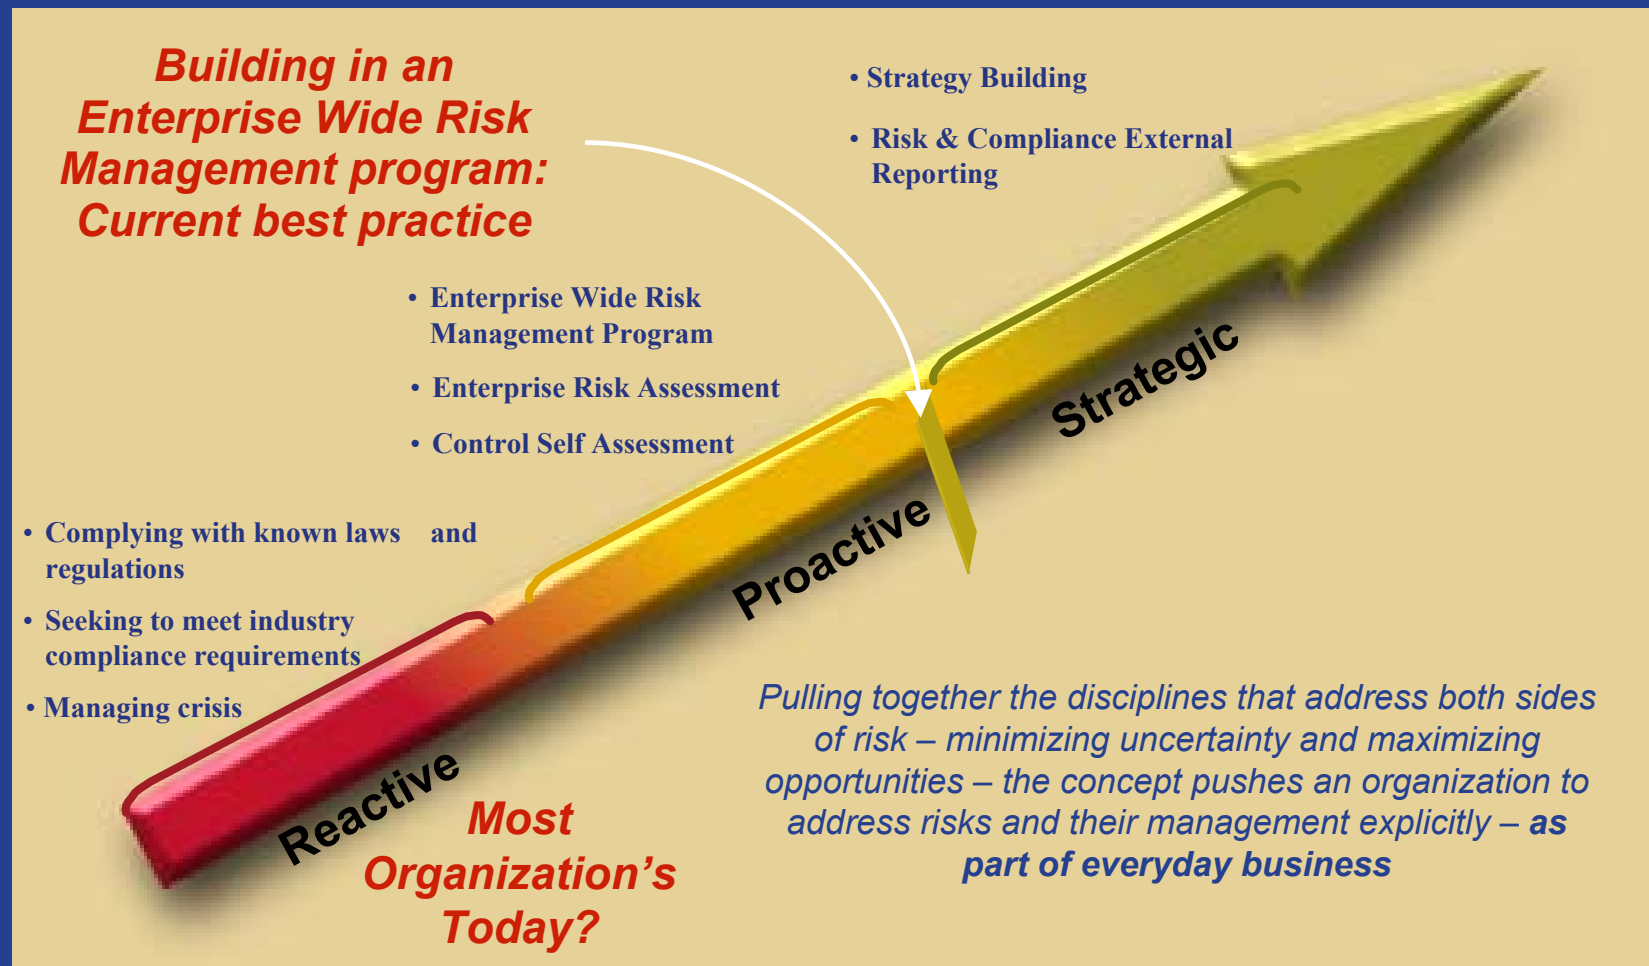 Building in an
Enterprise Wide Risk
Management program:
Current best practice
• Strategy Building
• Risk & Compliance External
Reporting
• Enterprise Wide Risk
Management Program
• Enterprise Risk Assessment
• Control Self Assessment
• Complying with known laws and
regulations
• Seeking to meet industry
compliance requirements
• Managing crisis
Strategic
Proactive
Reactive
Most
Organization’s
Today?
Pulling together the disciplines that address both sides
of risk – minimizing uncertainty and maximizing
opportunities – the concept pushes an organization to
address risks and their management explicitly – as
part of everyday business